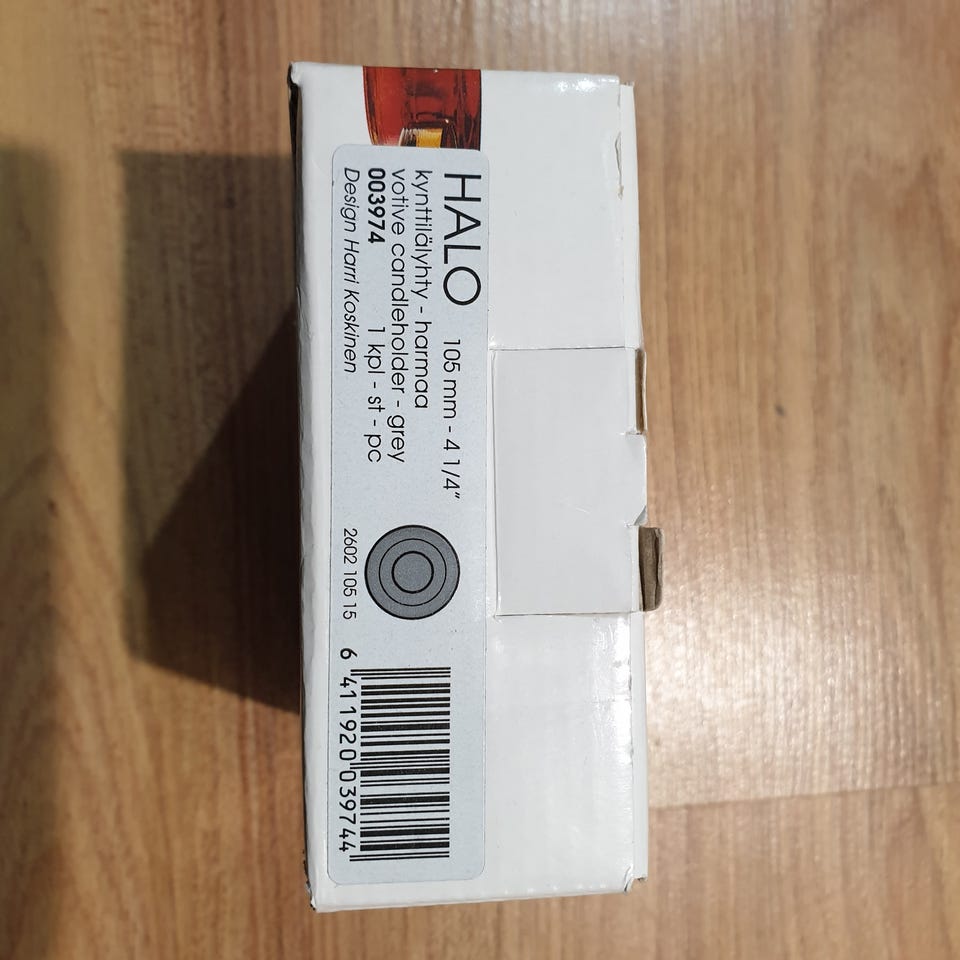 HALO 105 mm - 4 1/4"
kynttilälyhty - harmaa
votive candleholder - grey
003974 1 kpl - st - pc
Design Harri Koskinen
2602 105 15
6 411920 039744